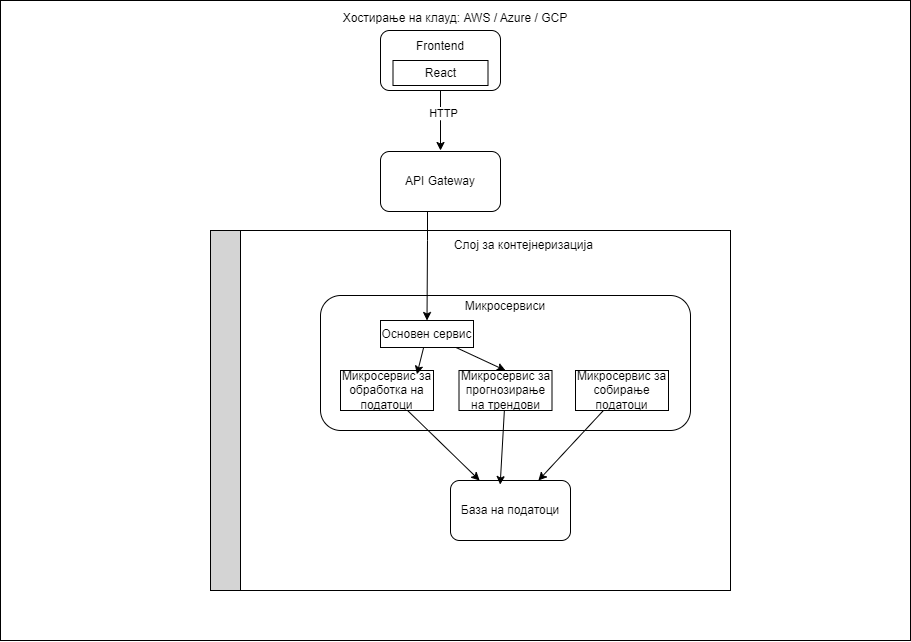 Хостирање на клауд: AWS / Azure / GCP
Frontend
React
HTTP
API Gateway
Слој за контејнеризација
Микросервиси
Основен сервис
Микросервис за
обработка на
податоци
Микросервис за
прогнозирање
на трендови
Микросервис за
собирање
податоци
База на податоци